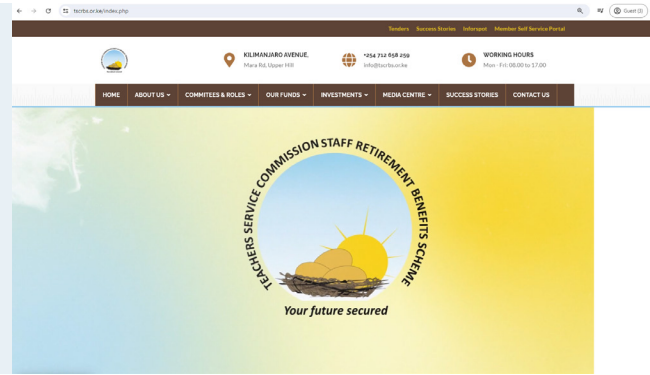 tscrbs.or.ke/index.php
Guest (3)
Tenders Success Stories Interspot Member Self Service Portal
KILIMANJARO AVENUE,
Mara Rd, Upper Hill
+254 712 658 259
info@tscrbs.or.ke
WORKING HOURS
Mon - Fri: 08.00 to 17.00
HOME ABOUT US COMMITEES & ROLES OUR FUNDS INVESTMENTS MEDIA CENTRE SUCCESS STORIES CONTACT US
TEACHERS SERVICE COMMISSION STAFF RETIREMENT BENEFITS SCHEME
Your future secured